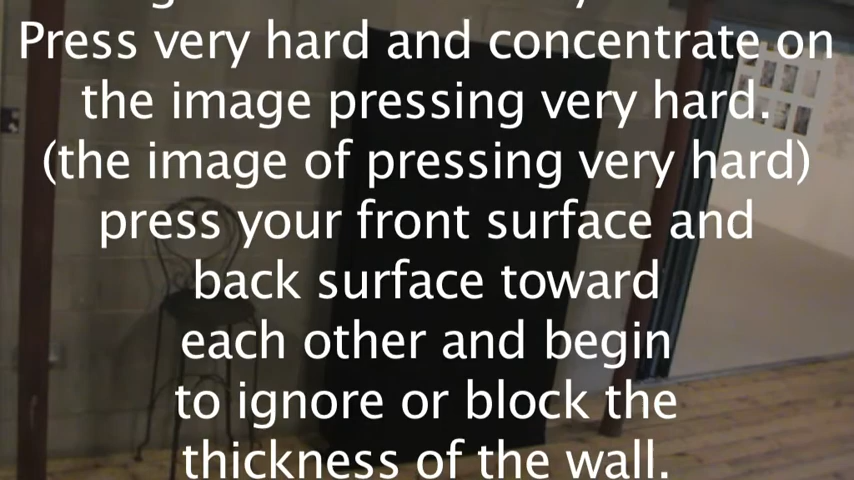 Press very hard and concentrate on
the image pressing very hard.
(the image of pressing very hard)
press your front surface and
back surface toward
each other and begin
to ignore or block the
thickness of the wall.